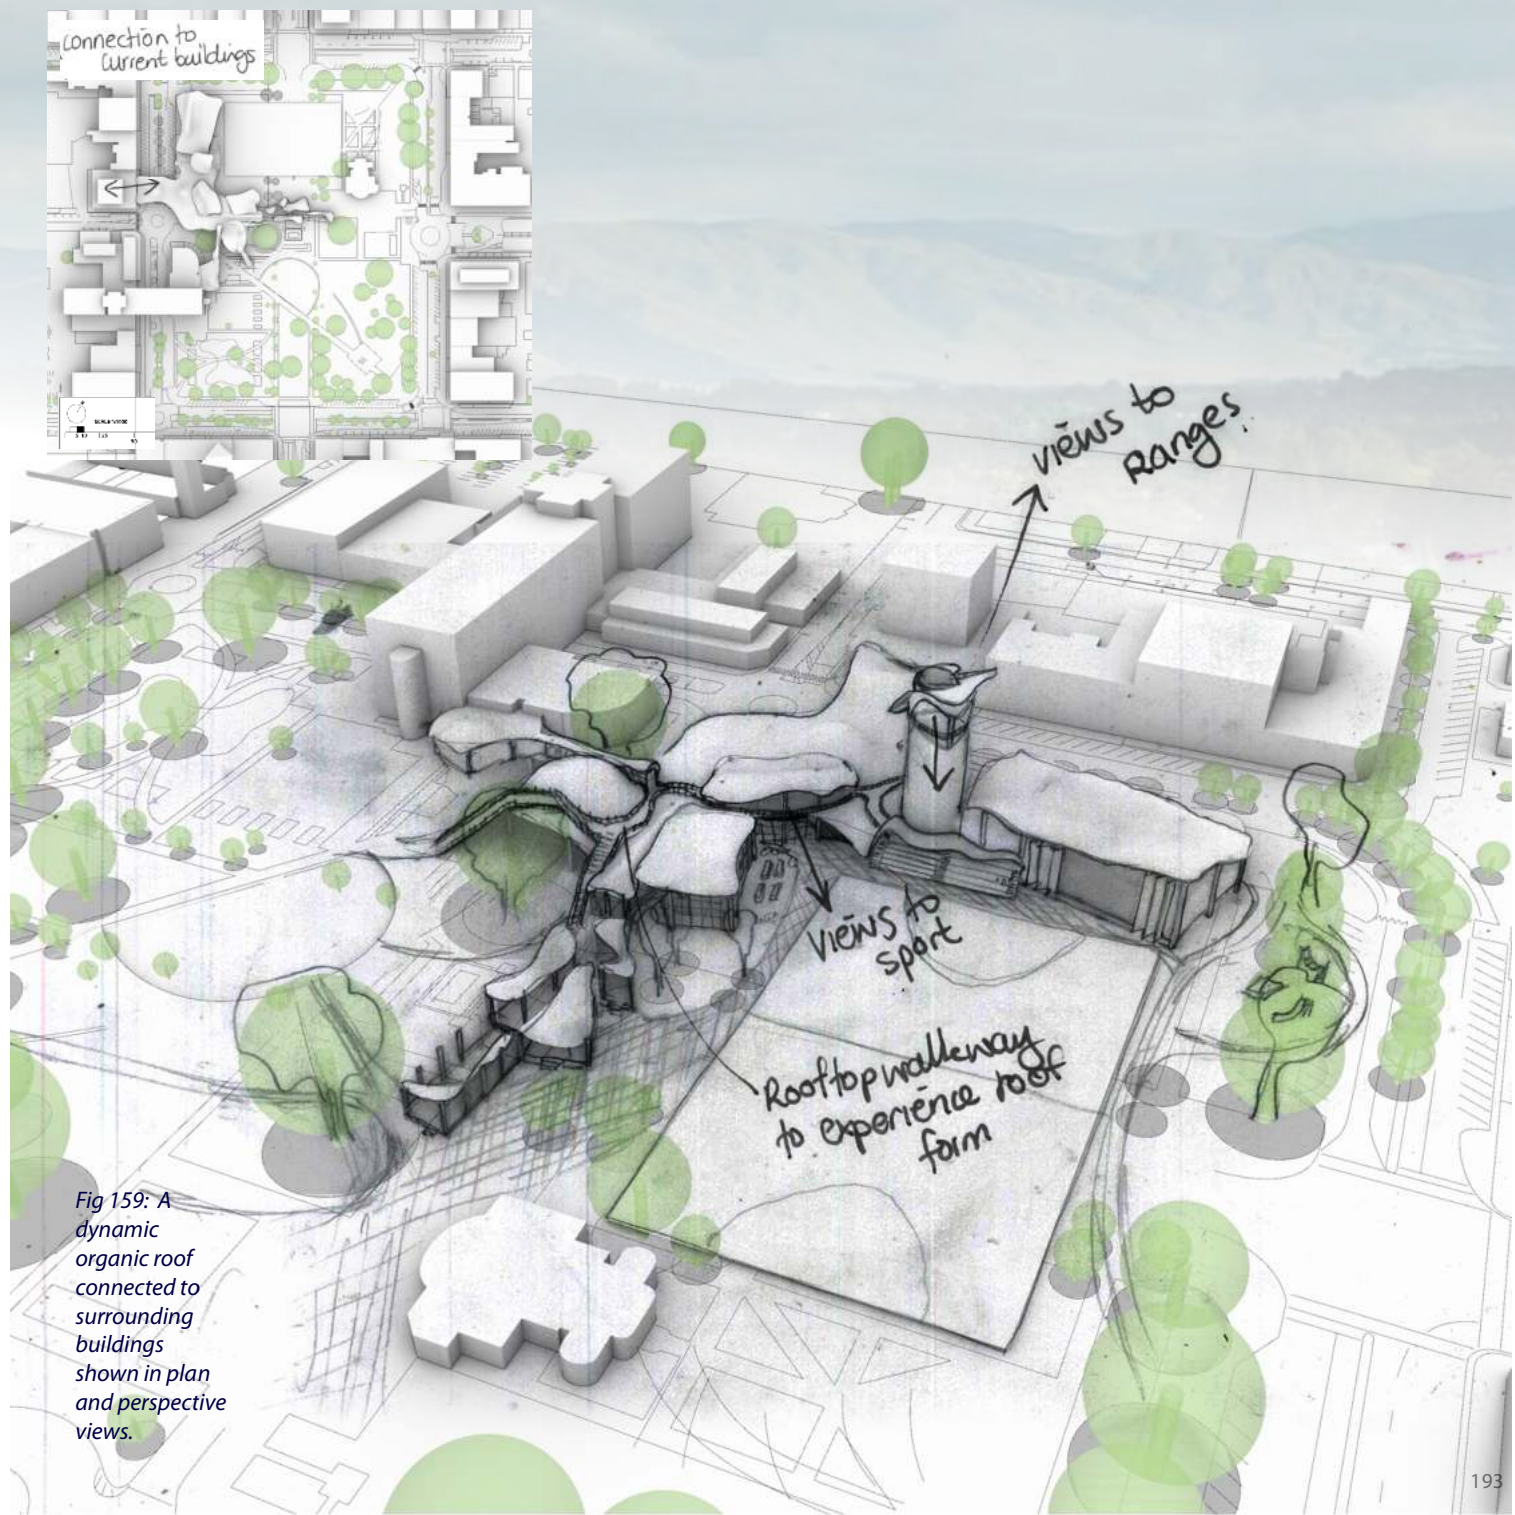 connection to
current buildings
views to
Ranges.
views to
sport
Rooftop walkway
to experience roof
form
Fig 159: A
dynamic
organic roof
connected to
surrounding
buildings
shown in plan
and perspective
views.
193